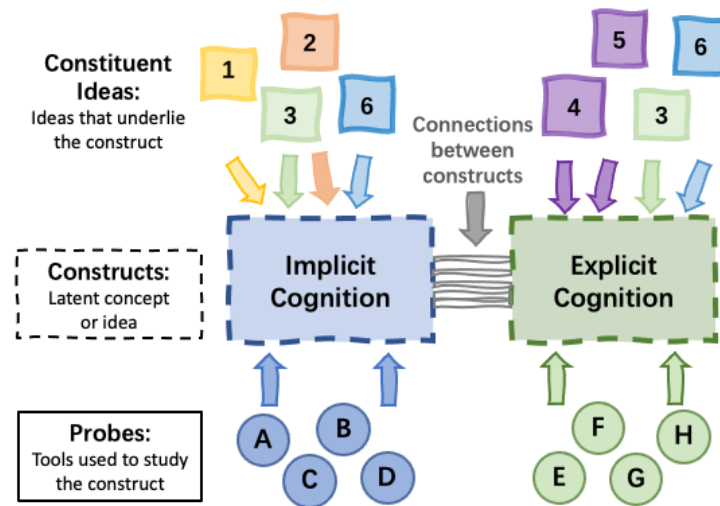 Constituent
Ideas:
Ideas that underlie
the construct
1
2
3
6
5
6
4
3
Connections
between
constructs
Constructs:
Latent concept
or idea
Implicit
Cognition
Explicit
Cognition
Probes:
Tools used to study
the construct
A
B
C
D
E
F
G
H